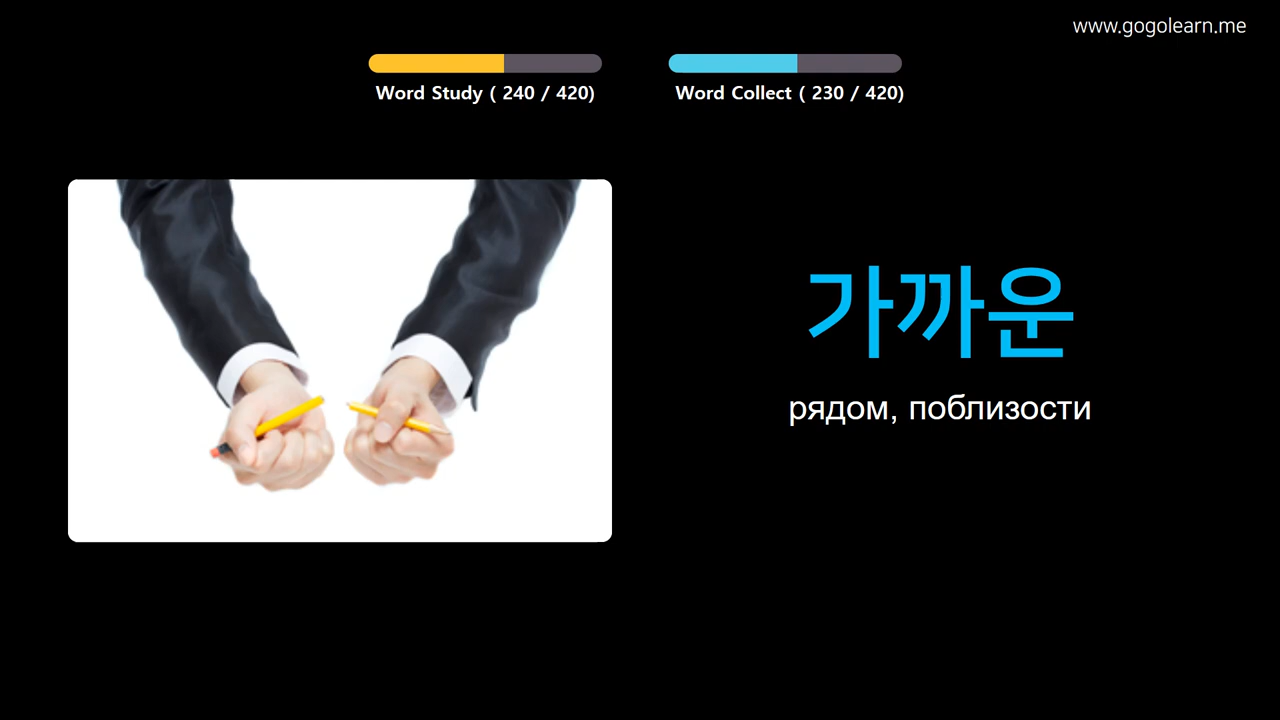 www.gogolearn.me
Word Study ( 240 / 420)
Word Collect ( 230 / 420)
가까운
рядом, поблизости